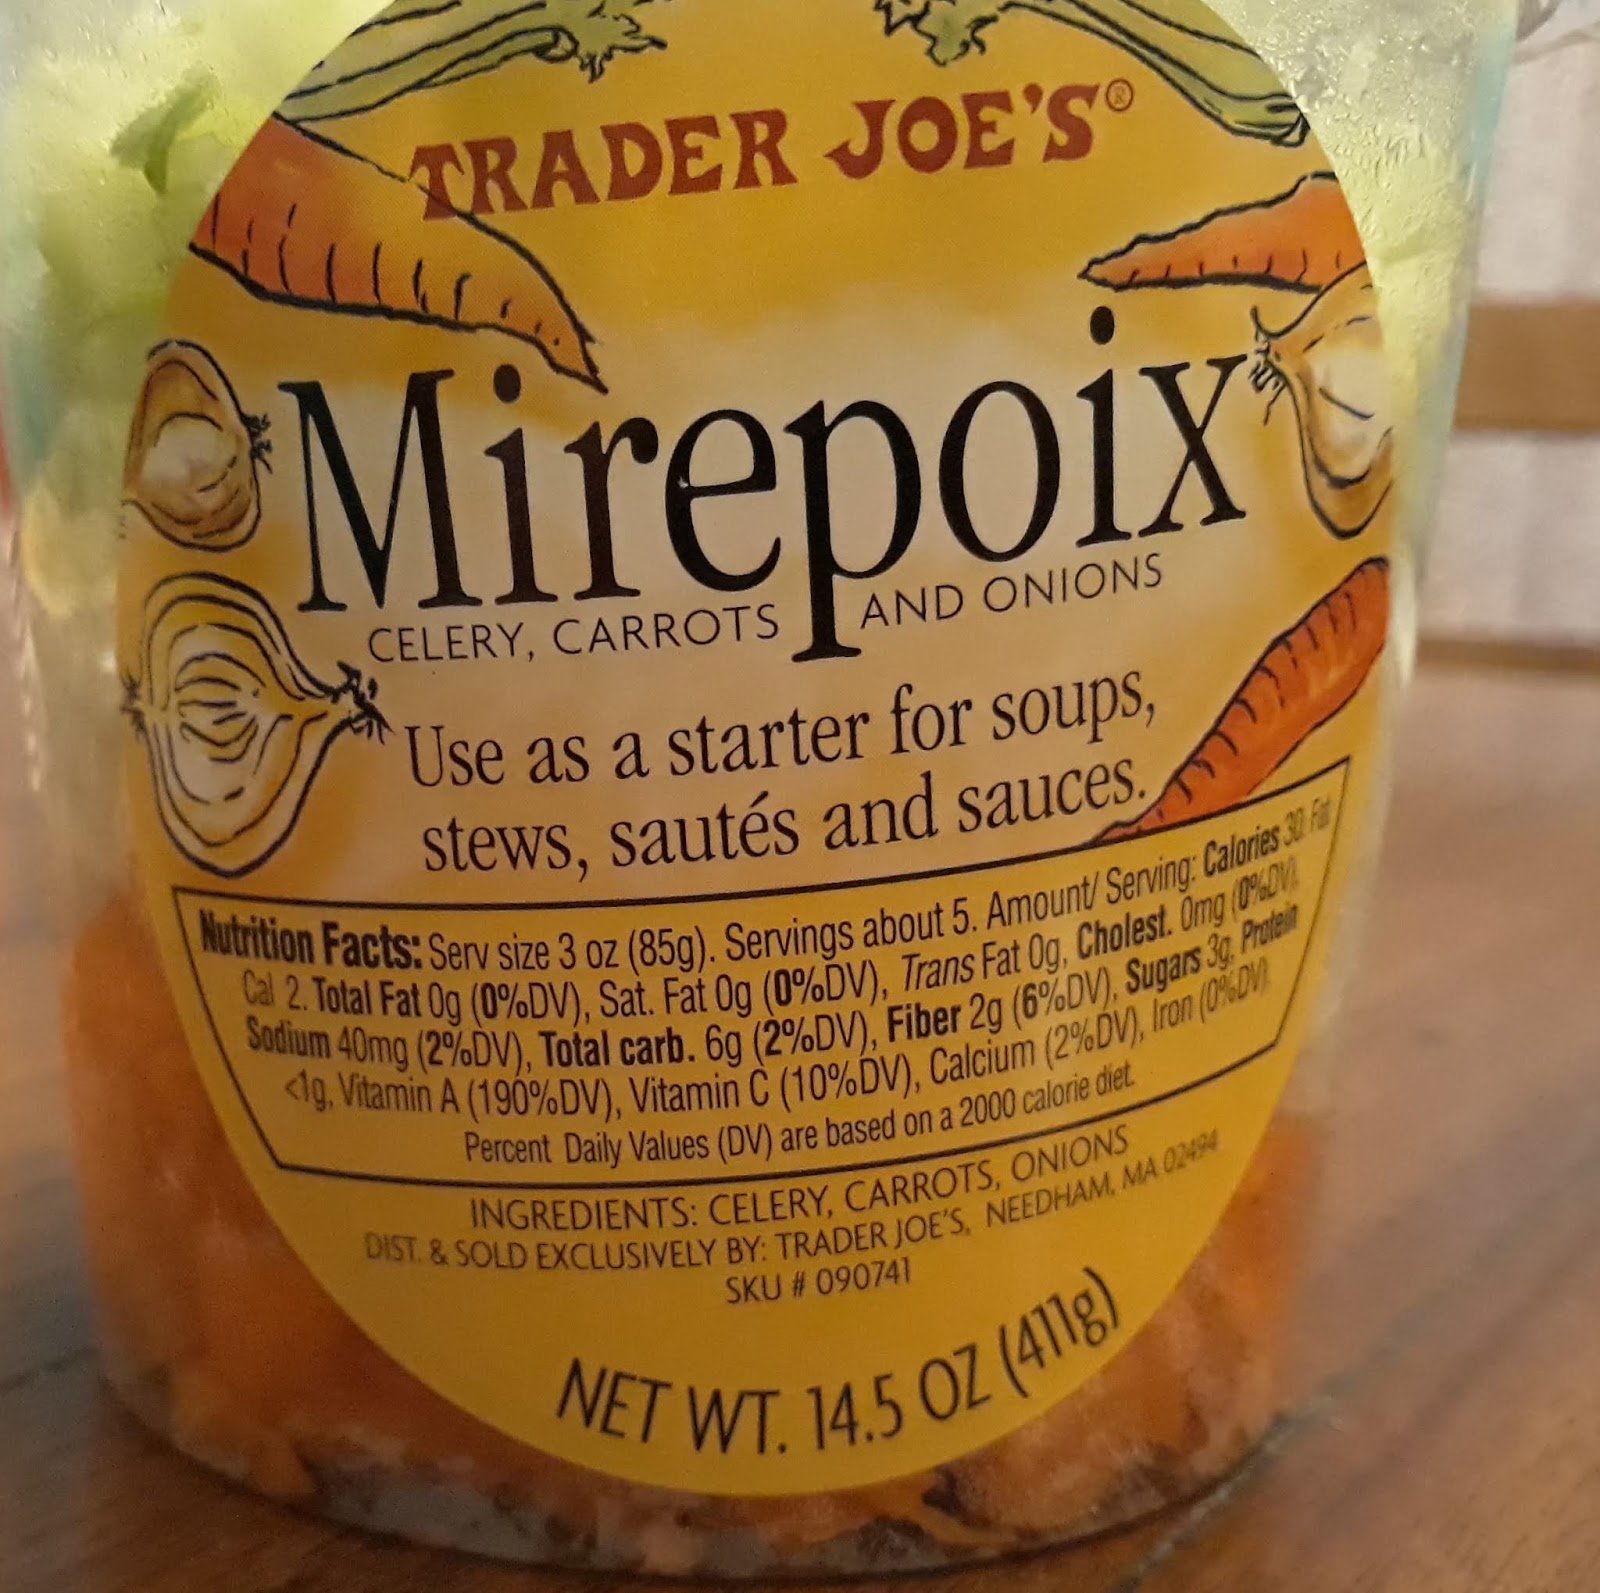 TRADER JOE'S®
Mirepoix
CELERY, CARROTS AND ONIONS
Use as a starter for soups,
stews, sautés and sauces.
Nutrition Facts: Serv size 3 oz (85g). Servings about 5. Amount/ Serving: Calories 30. Fat
Cal 2. Total Fat 0g (0%DV), Sat. Fat 0g (0%DV), Trans Fat 0g, Cholest. 0mg (0%DV),
Sodium 40mg (2%DV), Total carb. 6g (2%DV), Fiber 2g (6%DV), Sugars 3g, Protein
<1g, Vitamin A (190%DV), Vitamin C (10%DV), Calcium (2%DV), Iron (0%DV).
Percent Daily Values (DV) are based on a 2000 calorie diet.
INGREDIENTS: CELERY, CARROTS, ONIONS
DIST. & SOLD EXCLUSIVELY BY: TRADER JOE'S, NEEDHAM, MA 02494
SKU # 090741
NET WT. 14.5 OZ (411g)